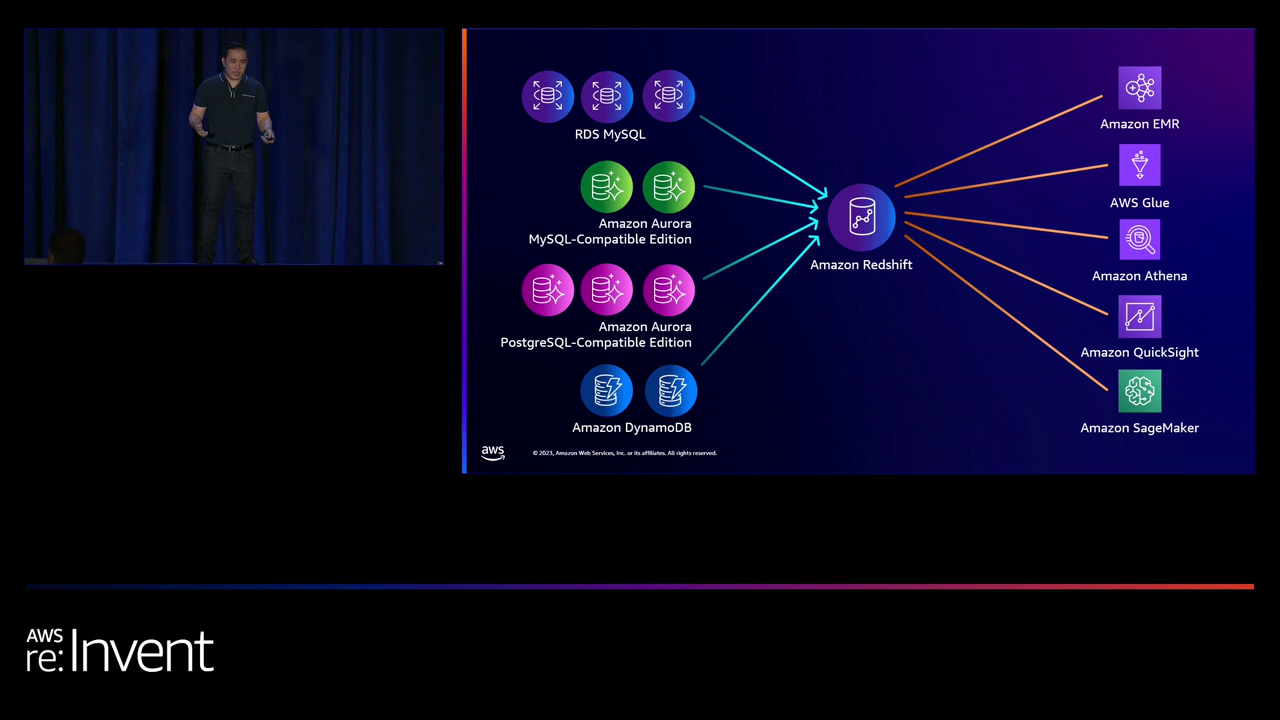 RDS MySQL
Amazon Aurora
MySQL-Compatible Edition
Amazon Aurora
PostgreSQL-Compatible Edition
Amazon DynamoDB
Amazon Redshift
Amazon EMR
AWS Glue
Amazon Athena
Amazon QuickSight
Amazon SageMaker
aws
© 2023, Amazon Web Services, Inc. or its affiliates. All rights reserved.
AWS
re:Invent